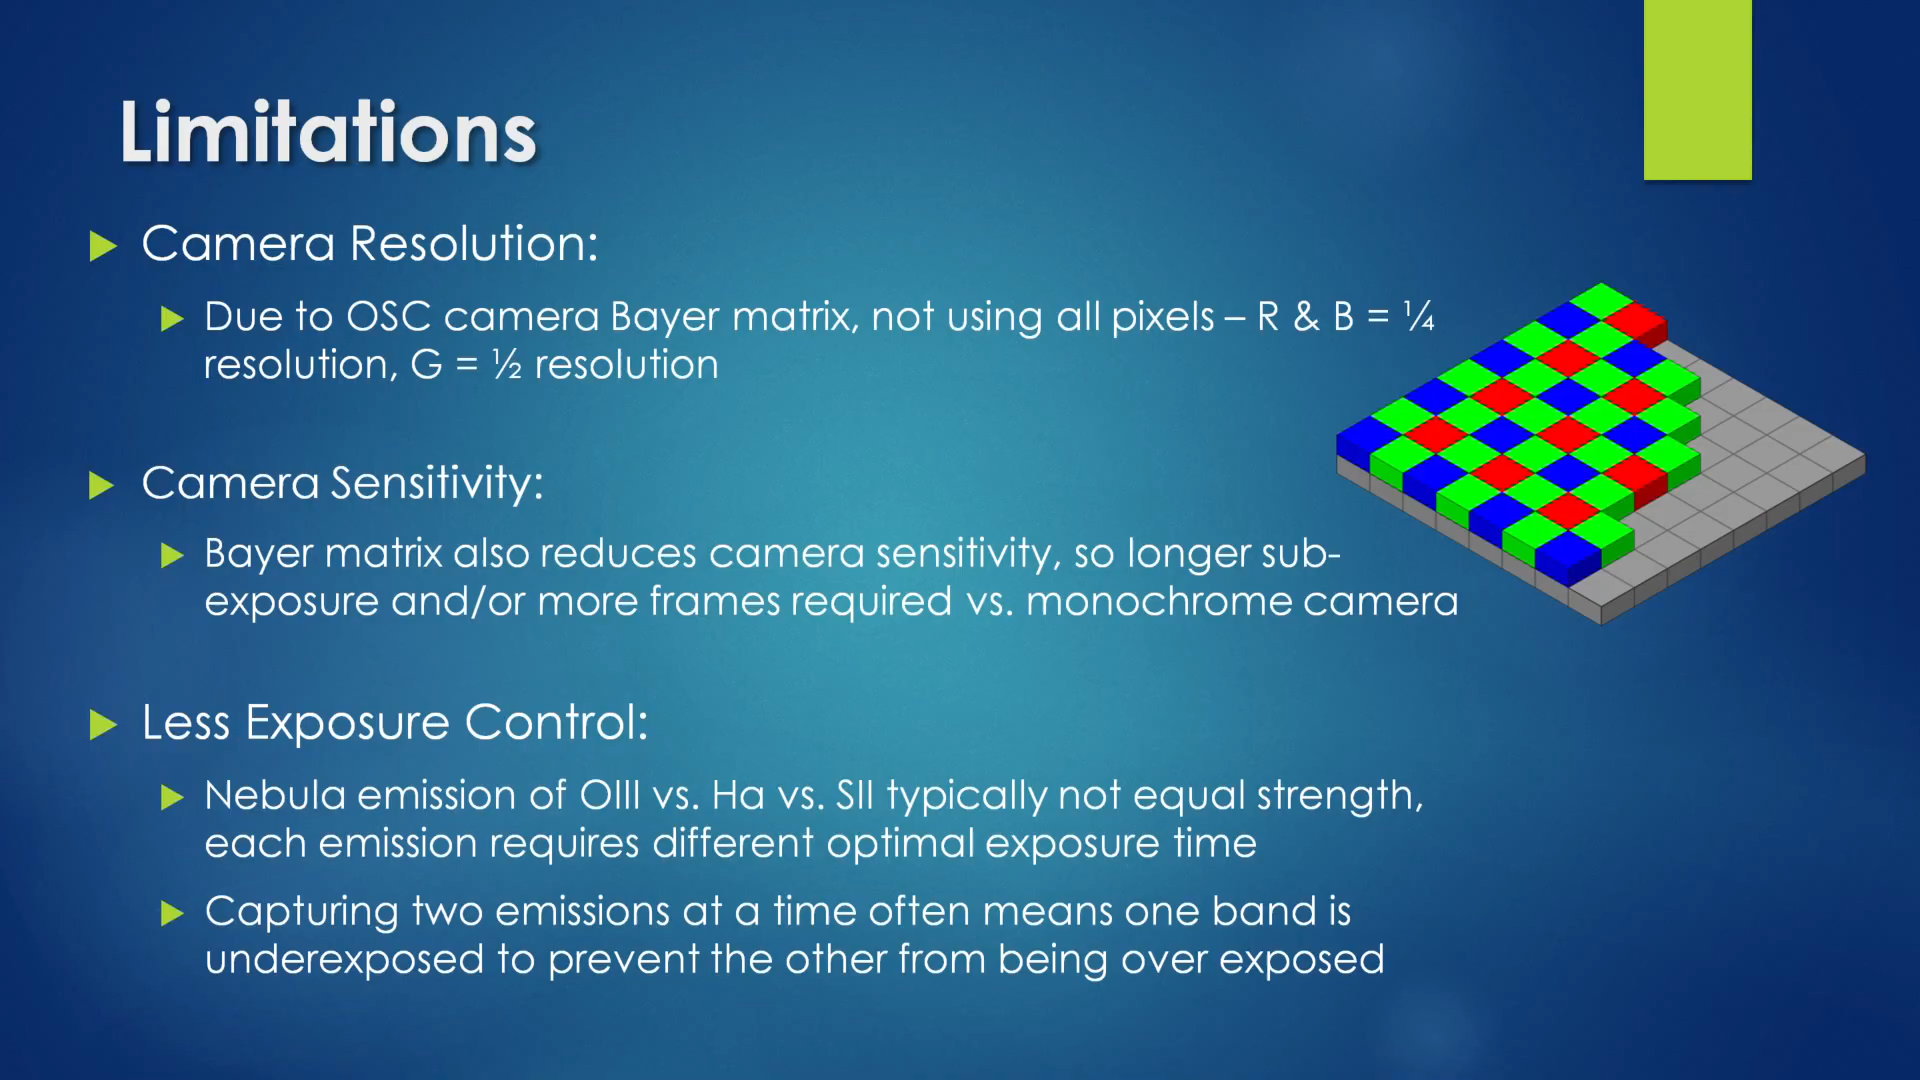 Limitations
Camera Resolution:
Due to OSC camera Bayer matrix, not using all pixels – R & B = ¼
resolution, G = ½ resolution
Camera Sensitivity:
Bayer matrix also reduces camera sensitivity, so longer sub-
exposure and/or more frames required vs. monochrome camera
Less Exposure Control:
Nebula emission of OIII vs. Ha vs. SII typically not equal strength,
each emission requires different optimal exposure time
Capturing two emissions at a time often means one band is
underexposed to prevent the other from being over exposed